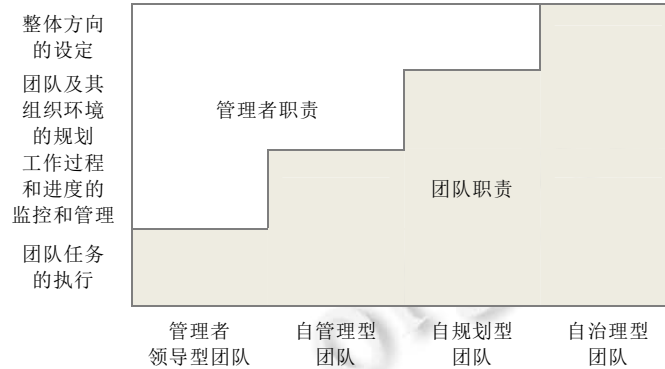 整体方向
的设定
团队及其
组织环境
的规划
管理者职责
工作过程
和进度的
监控和管理
团队职责
团队任务
的执行
管理者
领导型团队
自管理型
团队
自规划型
团队
自治理型
团队